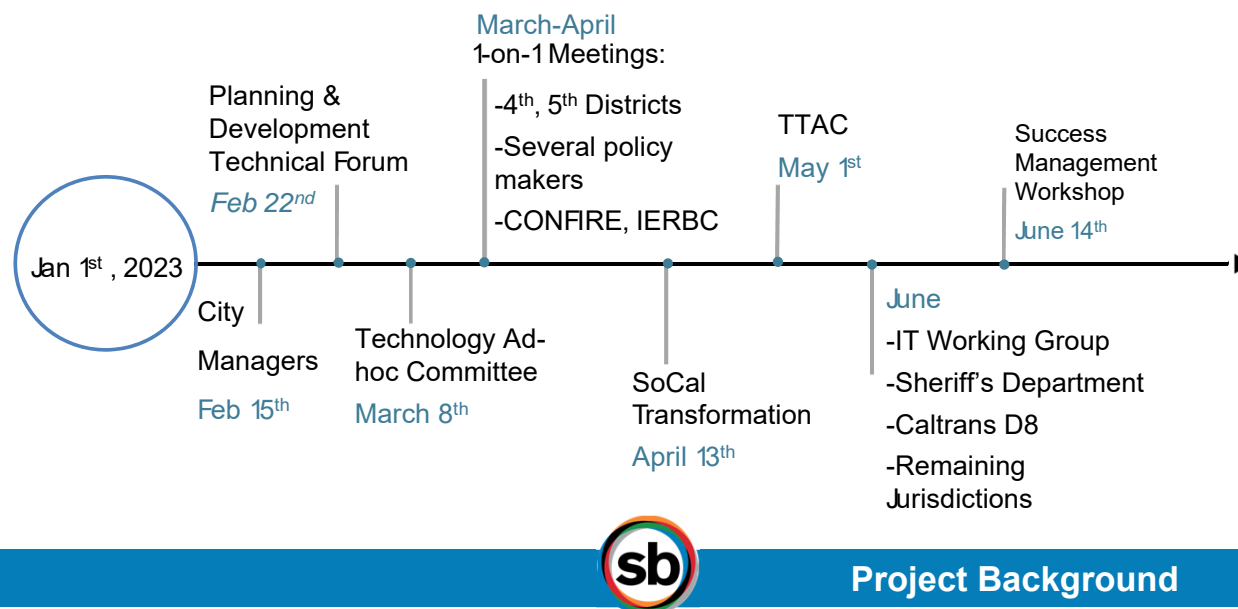 Jan 1st , 2023
City
Managers
Feb 15th
Planning &
Development
Technical Forum
Feb 22nd
Technology Ad-
hoc Committee
March 8th
March-April
1-on-1 Meetings:
-4th, 5th Districts
-Several policy
makers
-CONFIRE, IERBC
SoCal
Transformation
April 13th
TTAC
May 1st
June
-IT Working Group
-Sheriff's Department
-Caltrans D8
-Remaining
Jurisdictions
Success
Management
Workshop
June 14th
sb
Project Background